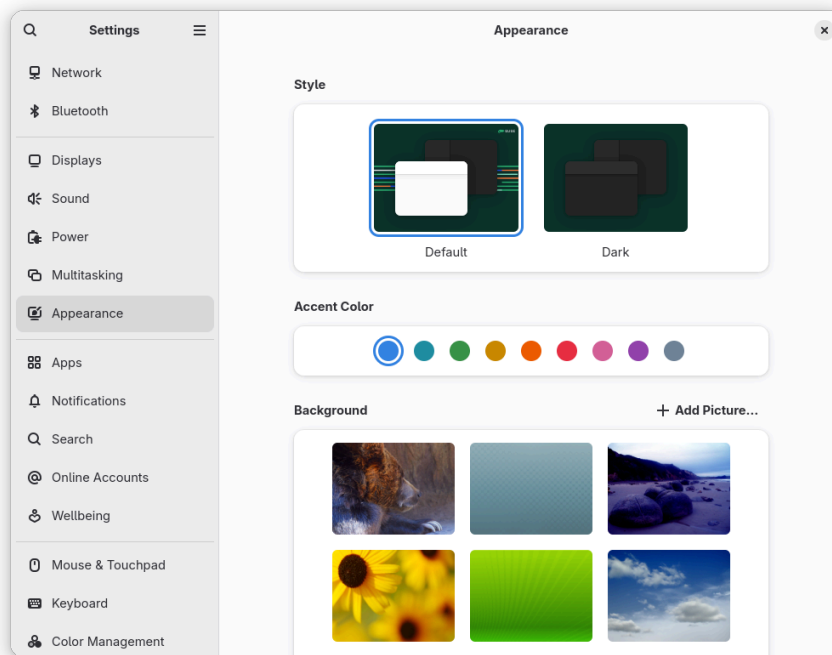 Settings
Appearance
Network
Bluetooth
Displays
Sound
Power
Multitasking
Appearance
Apps
Notifications
Search
Online Accounts
Wellbeing
Mouse & Touchpad
Keyboard
Color Management
Style
Default
Dark
Accent Color
Background
Add Picture...